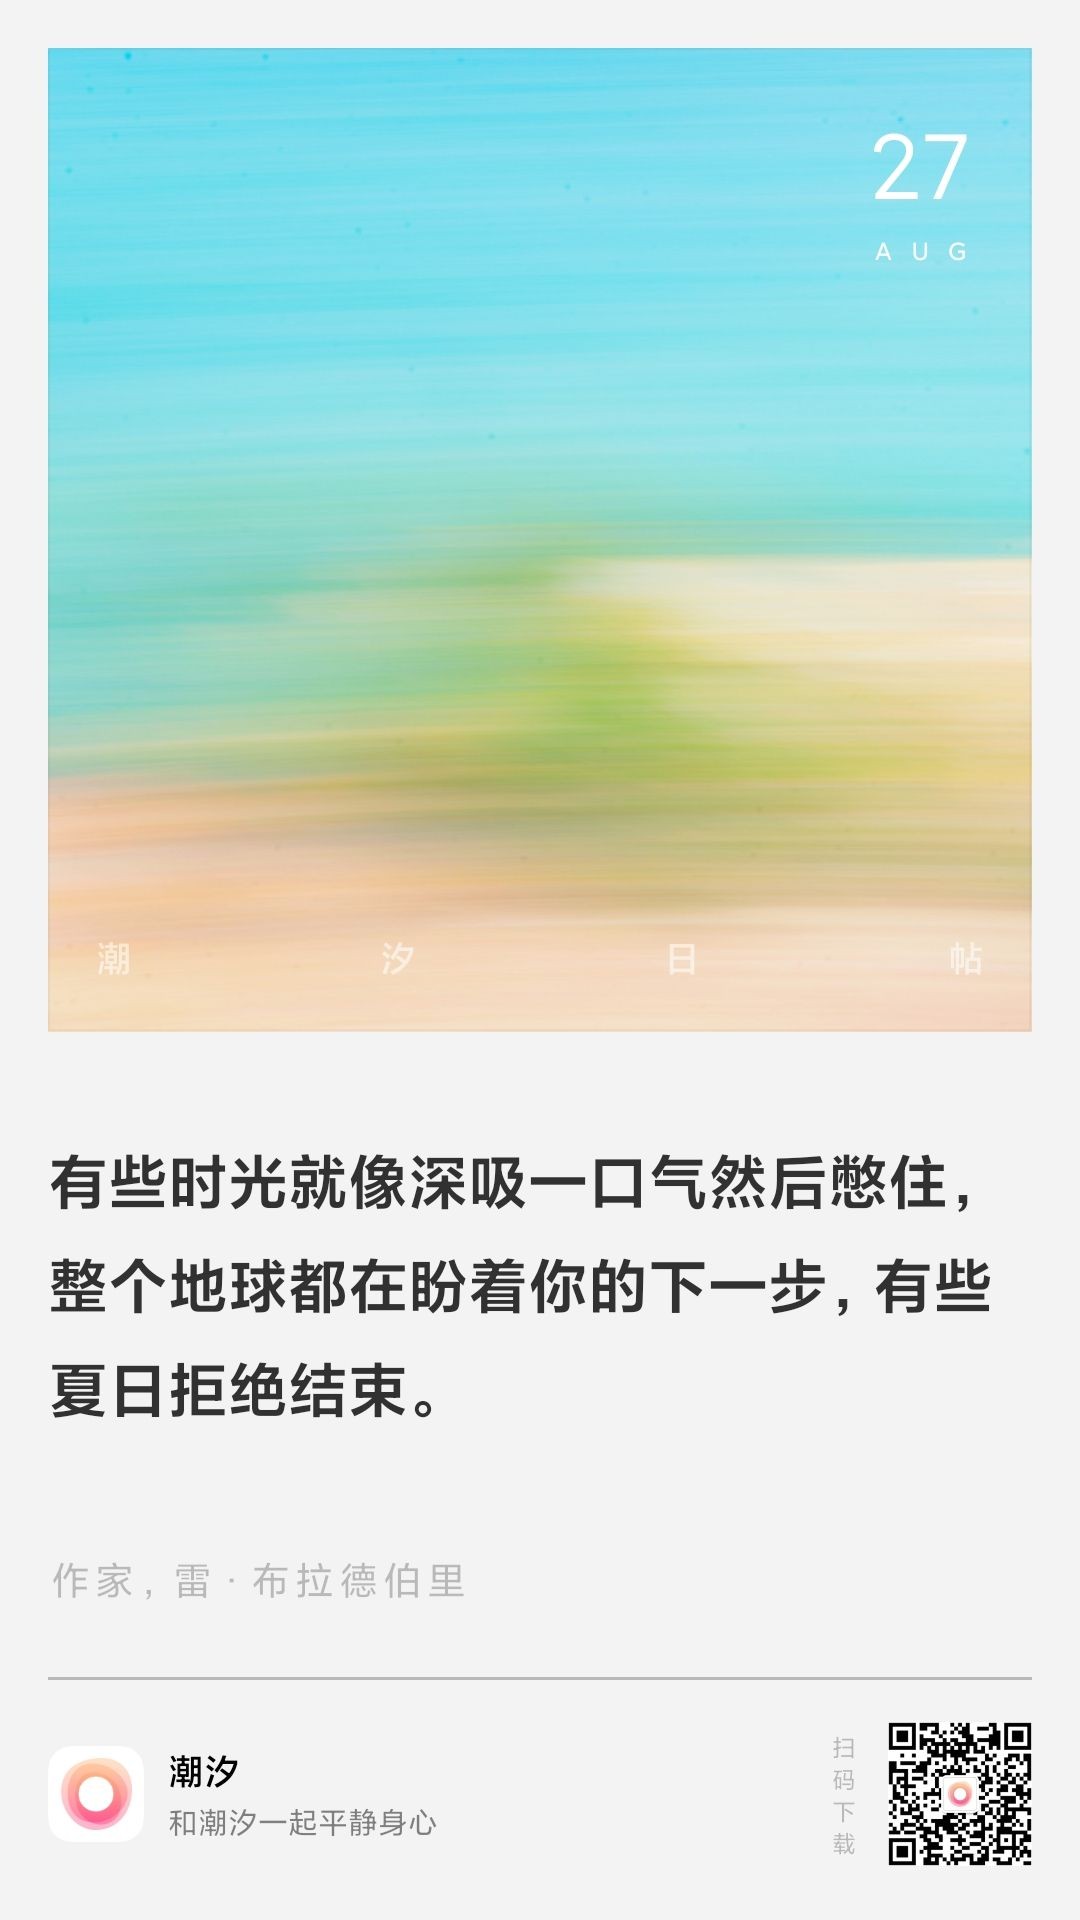 27
AUG
潮汐日帖
有些时光就像深吸一口气然后憋住，
整个地球都在盼着你的下一步，有些
夏日拒绝结束。
作家，雷·布拉德伯里
潮汐
和潮汐一起平静身心
扫码下载